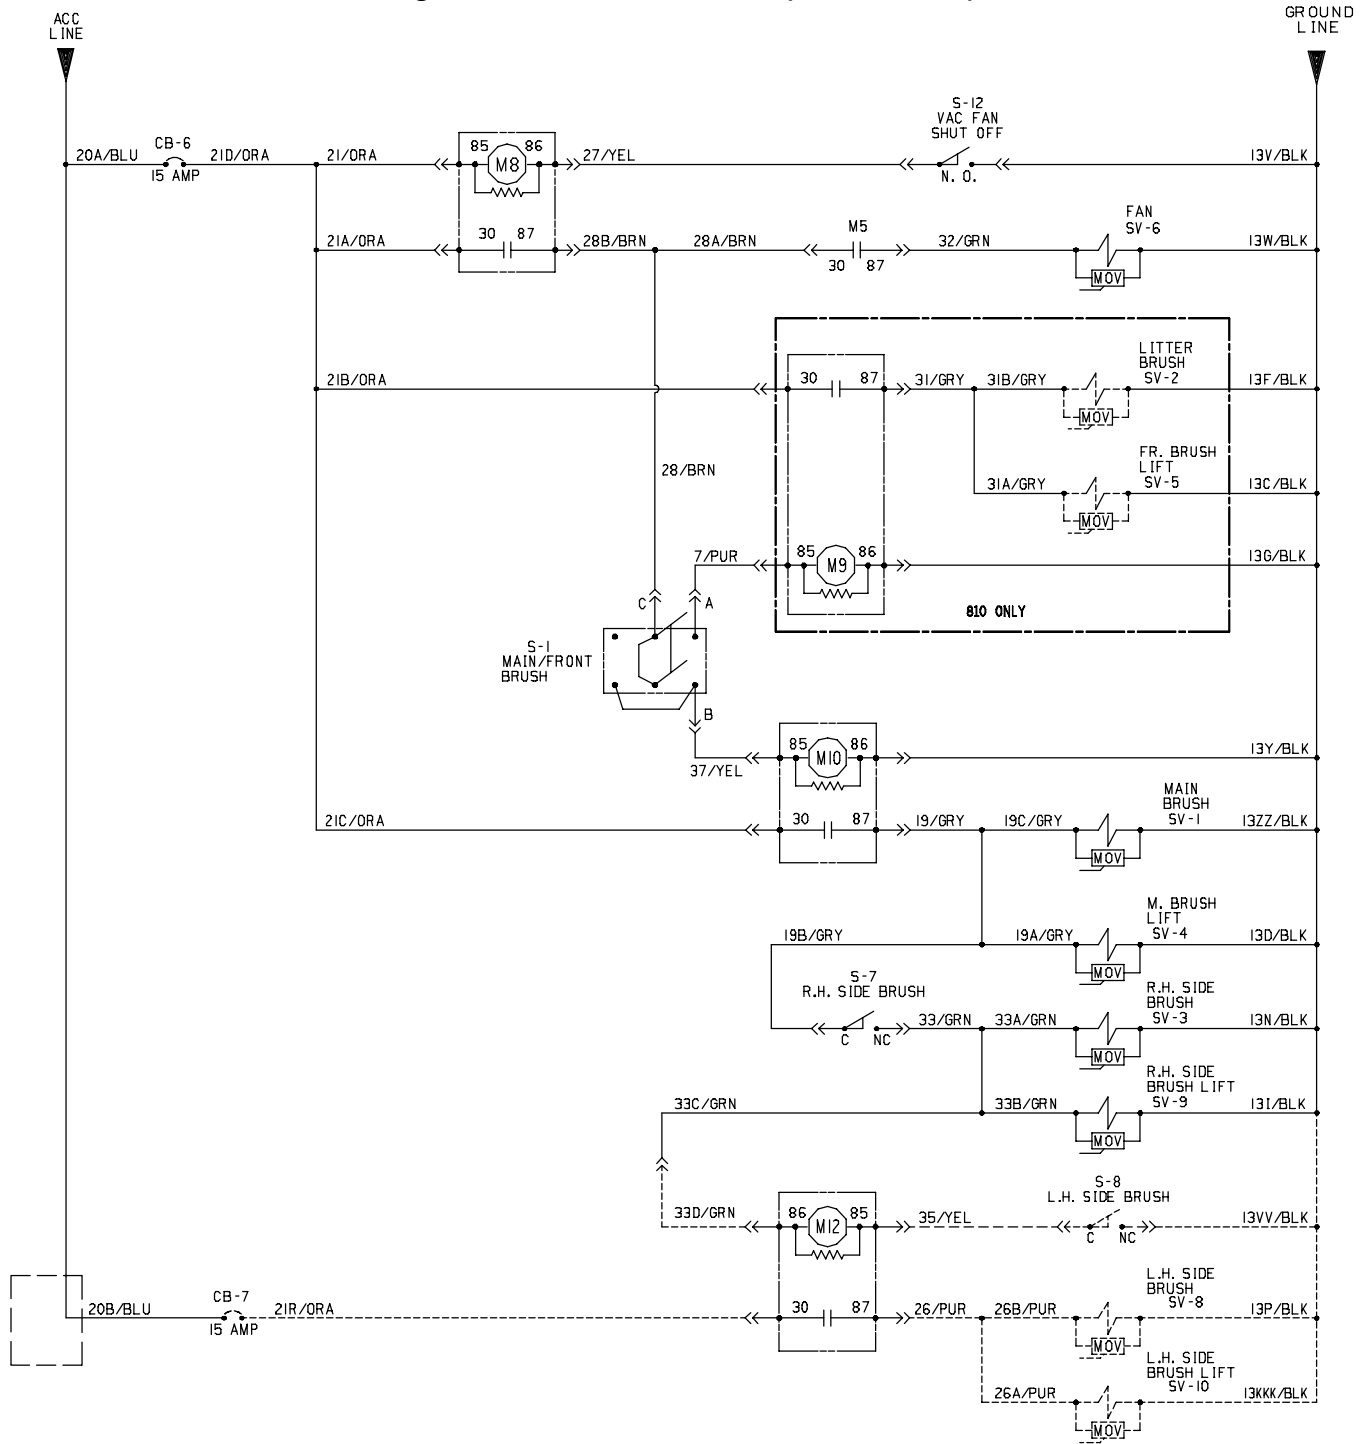 ACC
LINE
GROUND
LINE
S-12
VAC FAN
SHUT OFF
20A/BLU
CB-6
15 AMP
21D/ORA
21/ORA
85
86
M8
27/YEL
N. O.
13V/BLK
21A/ORA
30
87
28B/BRN
28A/BRN
M5
30
87
32/GRN
FAN
SV-6
MOV
13W/BLK
21B/ORA
30
87
31/GRY
31B/GRY
LITTER
BRUSH
SV-2
MOV
13F/BLK
28/BRN
31A/GRY
FR. BRUSH
LIFT
SV-5
MOV
13C/BLK
7/PUR
85
86
M9
13G/BLK
810 ONLY
C
A
S-1
MAIN/FRONT
BRUSH
B
37/YEL
85
86
M10
13Y/BLK
21C/ORA
30
87
19/GRY
19C/GRY
MAIN
BRUSH
SV-1
MOV
13ZZ/BLK
19B/GRY
19A/GRY
M. BRUSH
LIFT
SV-4
MOV
13D/BLK
S-7
R.H. SIDE BRUSH
C
NC
33/GRN
33A/GRN
R.H. SIDE
BRUSH
SV-3
MOV
13N/BLK
33C/GRN
33B/GRN
R.H. SIDE
BRUSH LIFT
SV-9
MOV
13I/BLK
33D/GRN
86
85
M12
35/YEL
S-8
L.H. SIDE BRUSH
C
NC
13VV/BLK
20B/BLU
CB-7
15 AMP
21R/ORA
30
87
26/PUR
26B/PUR
L.H. SIDE
BRUSH
SV-8
MOV
13P/BLK
26A/PUR
L.H. SIDE
BRUSH LIFT
SV-10
MOV
13KKK/BLK